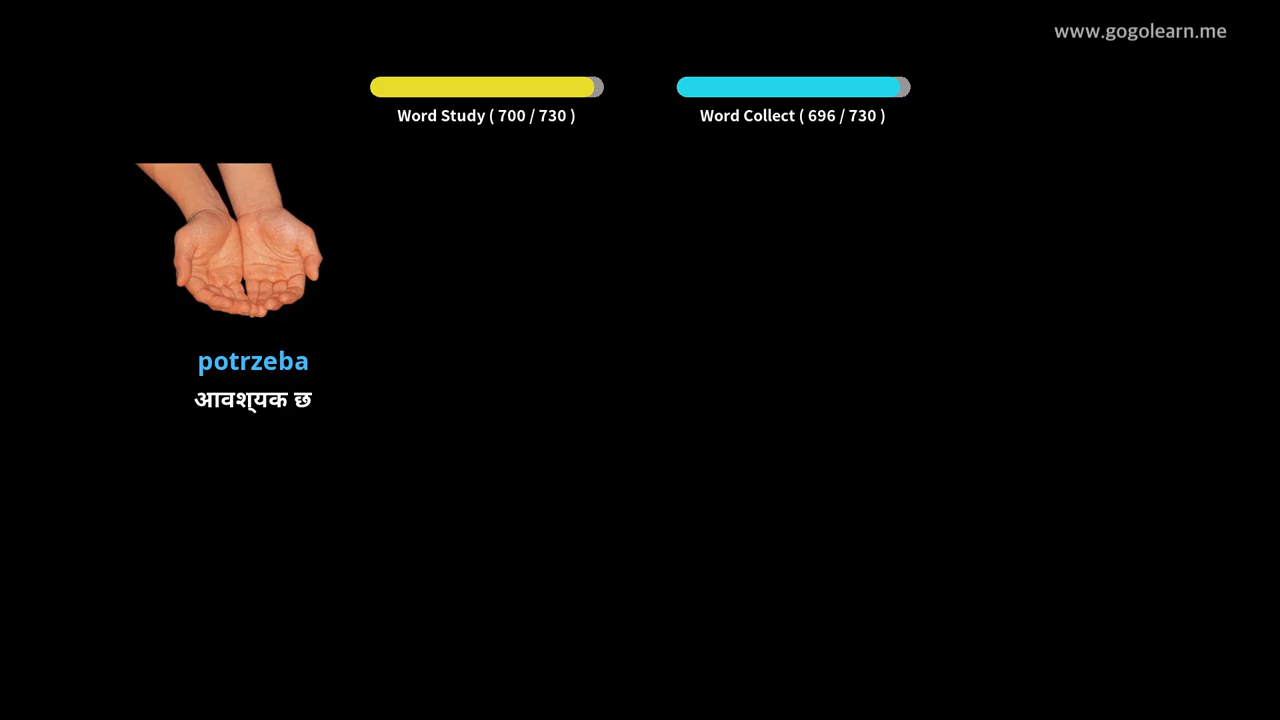 www.gogolearn.me
Word Study ( 700 / 730 )
Word Collect ( 696 / 730 )
potrzeba
आवश्यक छ